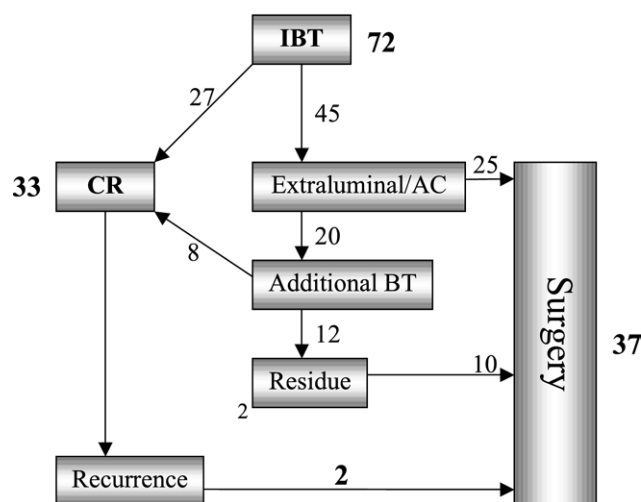 IBT 72
27
45
33 CR
Extraluminal/AC 25
20
8
Additional BT
12
Surgery
37
Residue 10
2
Recurrence 2